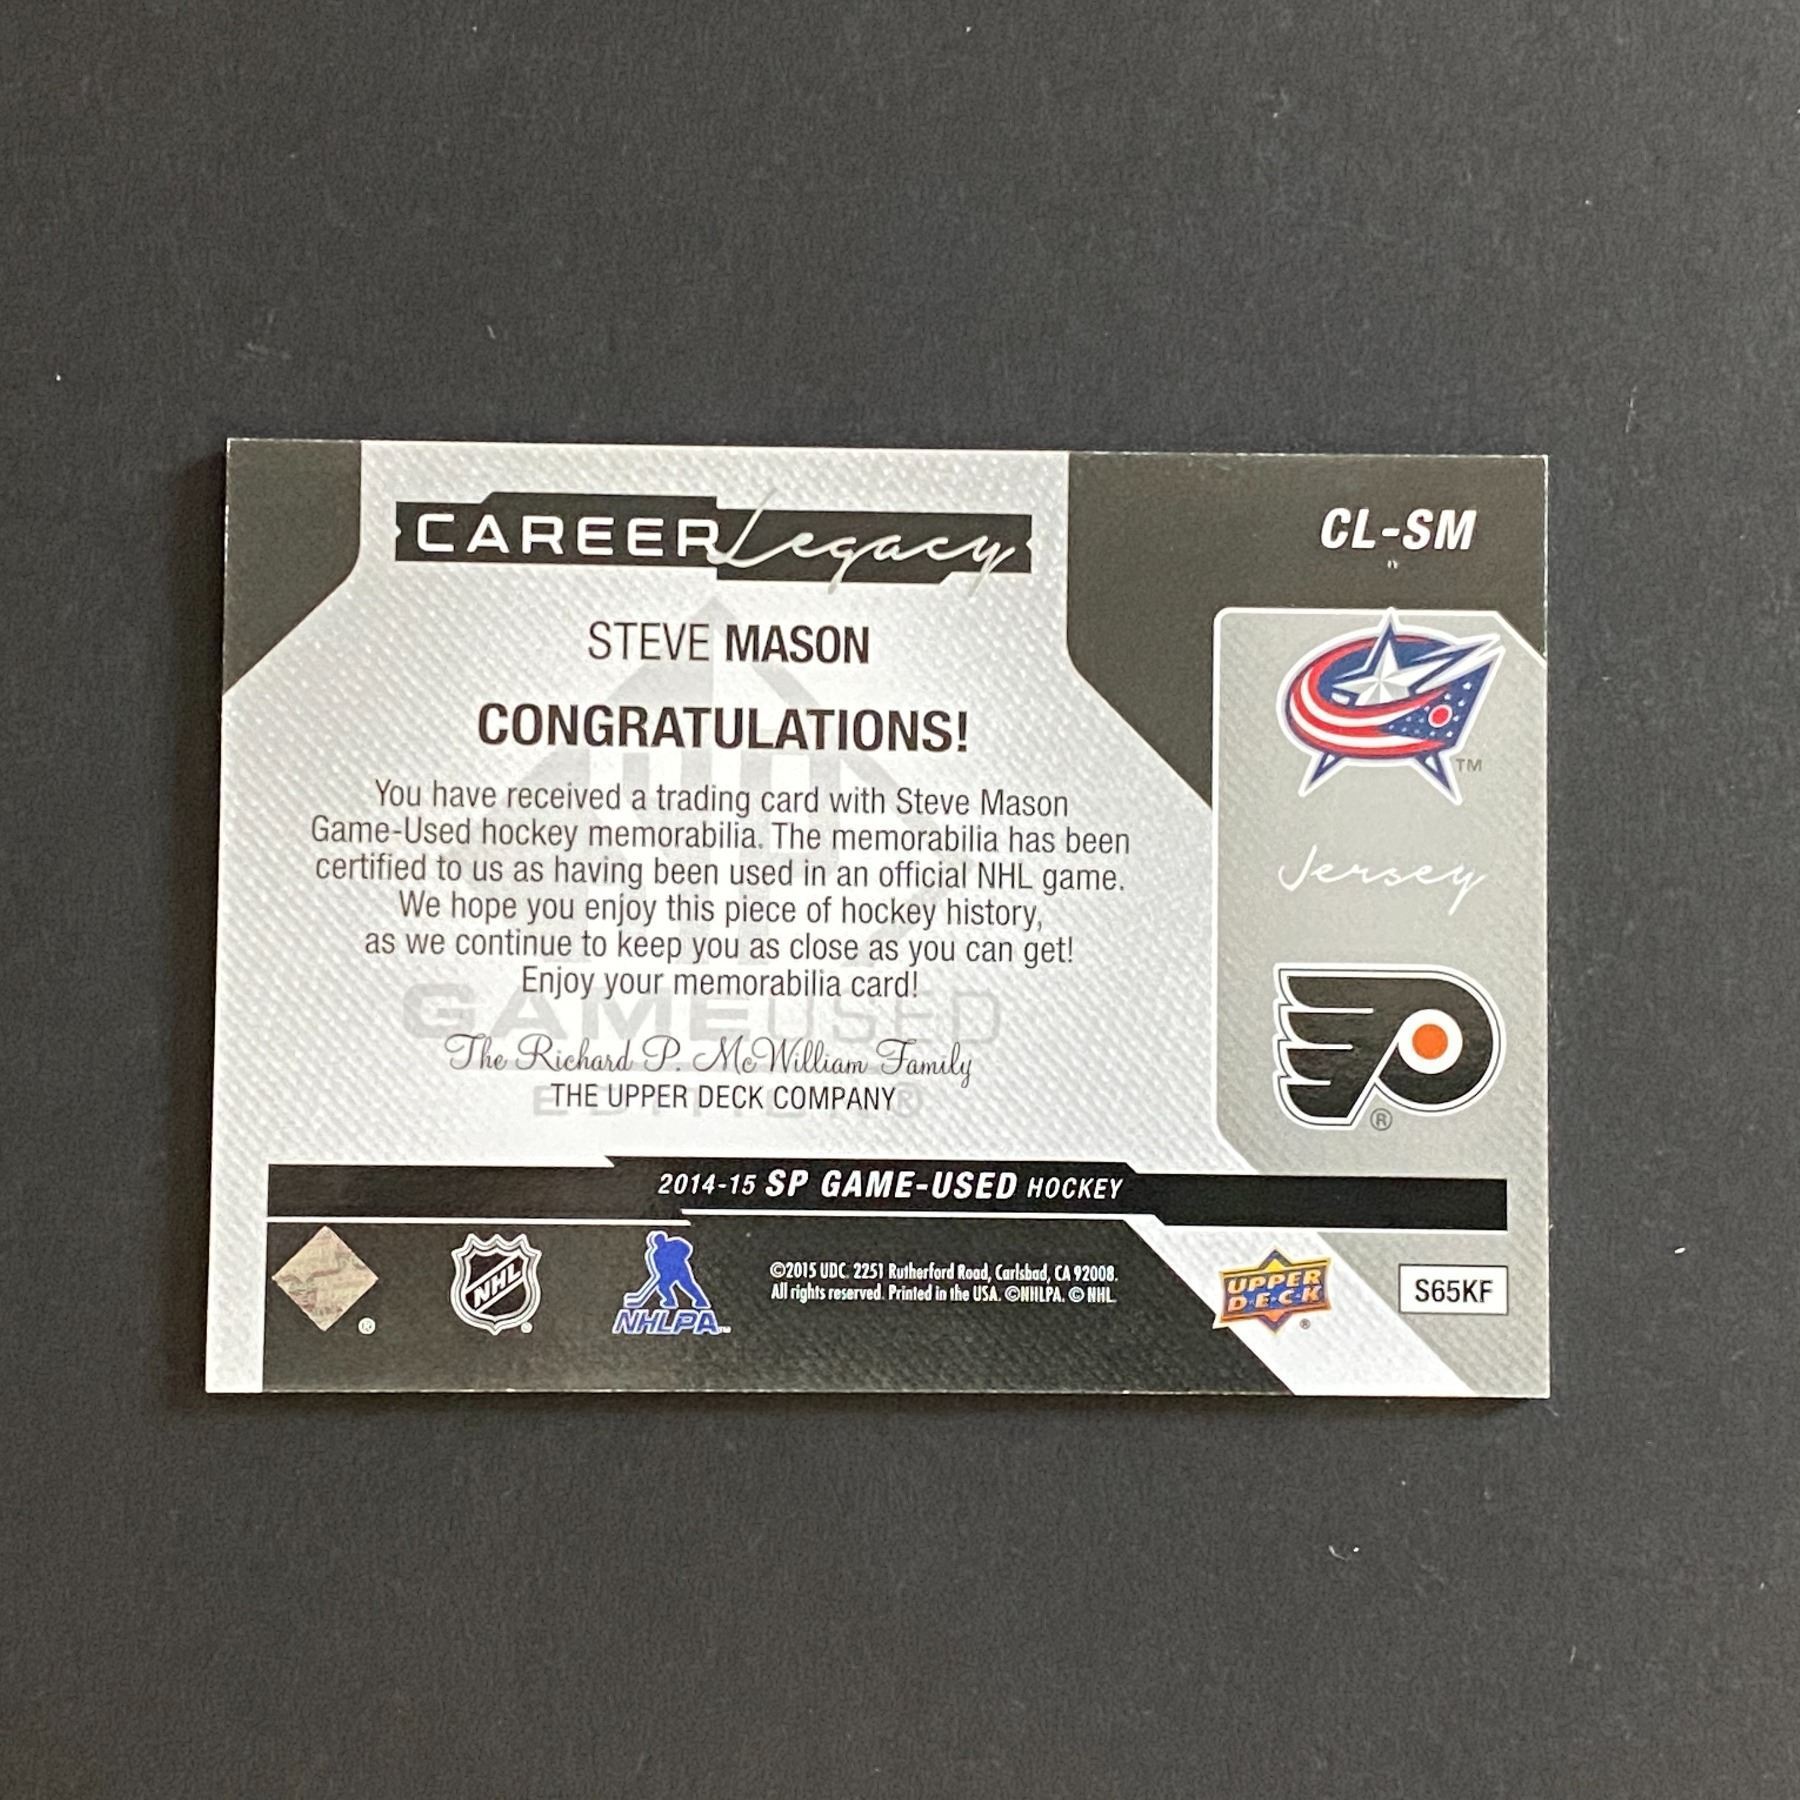 CAREER Legacy
CL-SM
STEVE MASON
CONGRATULATIONS!
You have received a trading card with Steve Mason
Game-Used hockey memorabilia. The memorabilia has been
certified to us as having been used in an official NHL game.
We hope you enjoy this piece of hockey history,
as we continue to keep you as close as you can get!
Enjoy your memorabilia card!
The Richard P. McWilliam Family
THE UPPER DECK COMPANY
GAME USED
EDITION®
TM
Jersey
®
2014-15 SP GAME-USED HOCKEY
®
NHL ®
NHLPA™
©2015 UDC. 2251 Rutherford Road, Carlsbad, CA 92008.
All rights reserved. Printed in the USA. ©NHLPA. © NHL.
UPPER
DECK ®
S65KF